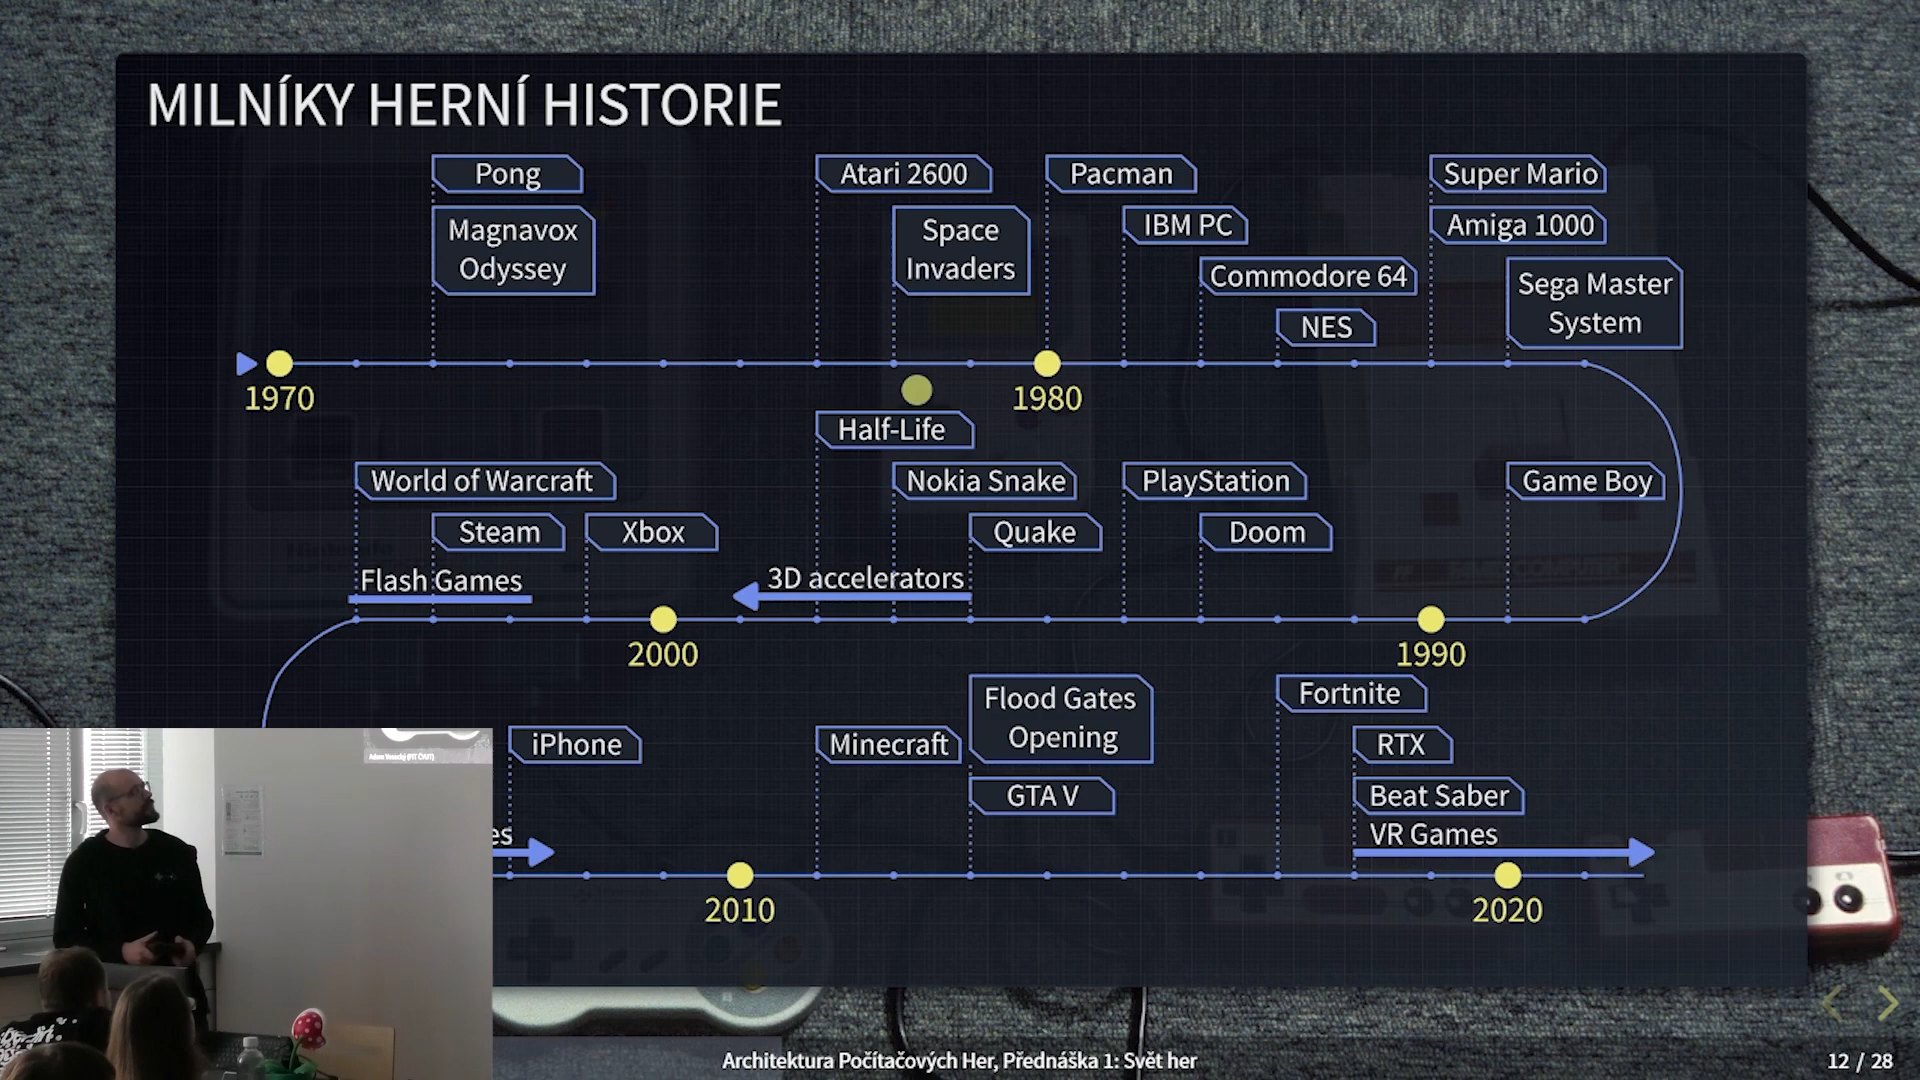 MILNÍKY HERNÍ HISTORIE
Pong
Atari 2600
Pacman
Super Mario
Magnavox
Odyssey
Space
Invaders
IBM PC
Amiga 1000
Commodore 64
Sega Master
System
NES
1970
1980
Half-Life
World of Warcraft
Nokia Snake
PlayStation
Game Boy
Steam
Xbox
Quake
Doom
Flash Games
3D accelerators
2000
1990
Flood Gates
Opening
Fortnite
iPhone
Minecraft
RTX
GTA V
Beat Saber
es
VR Games
2010
2020
Architektura Počítačových Her, Přednáška 1: Svět her
12 / 28